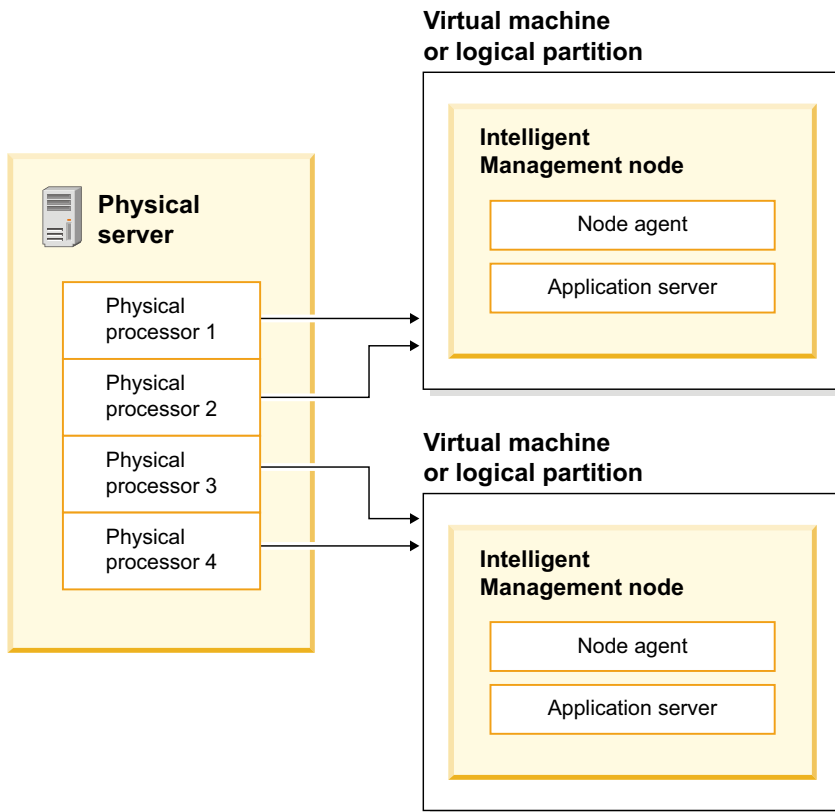 Virtual machine
or logical partition
Intelligent
Management node
Node agent
Application server
Physical
server
Physical
processor 1
Physical
processor 2
Physical
processor 3
Physical
processor 4
Virtual machine
or logical partition
Intelligent
Management node
Node agent
Application server